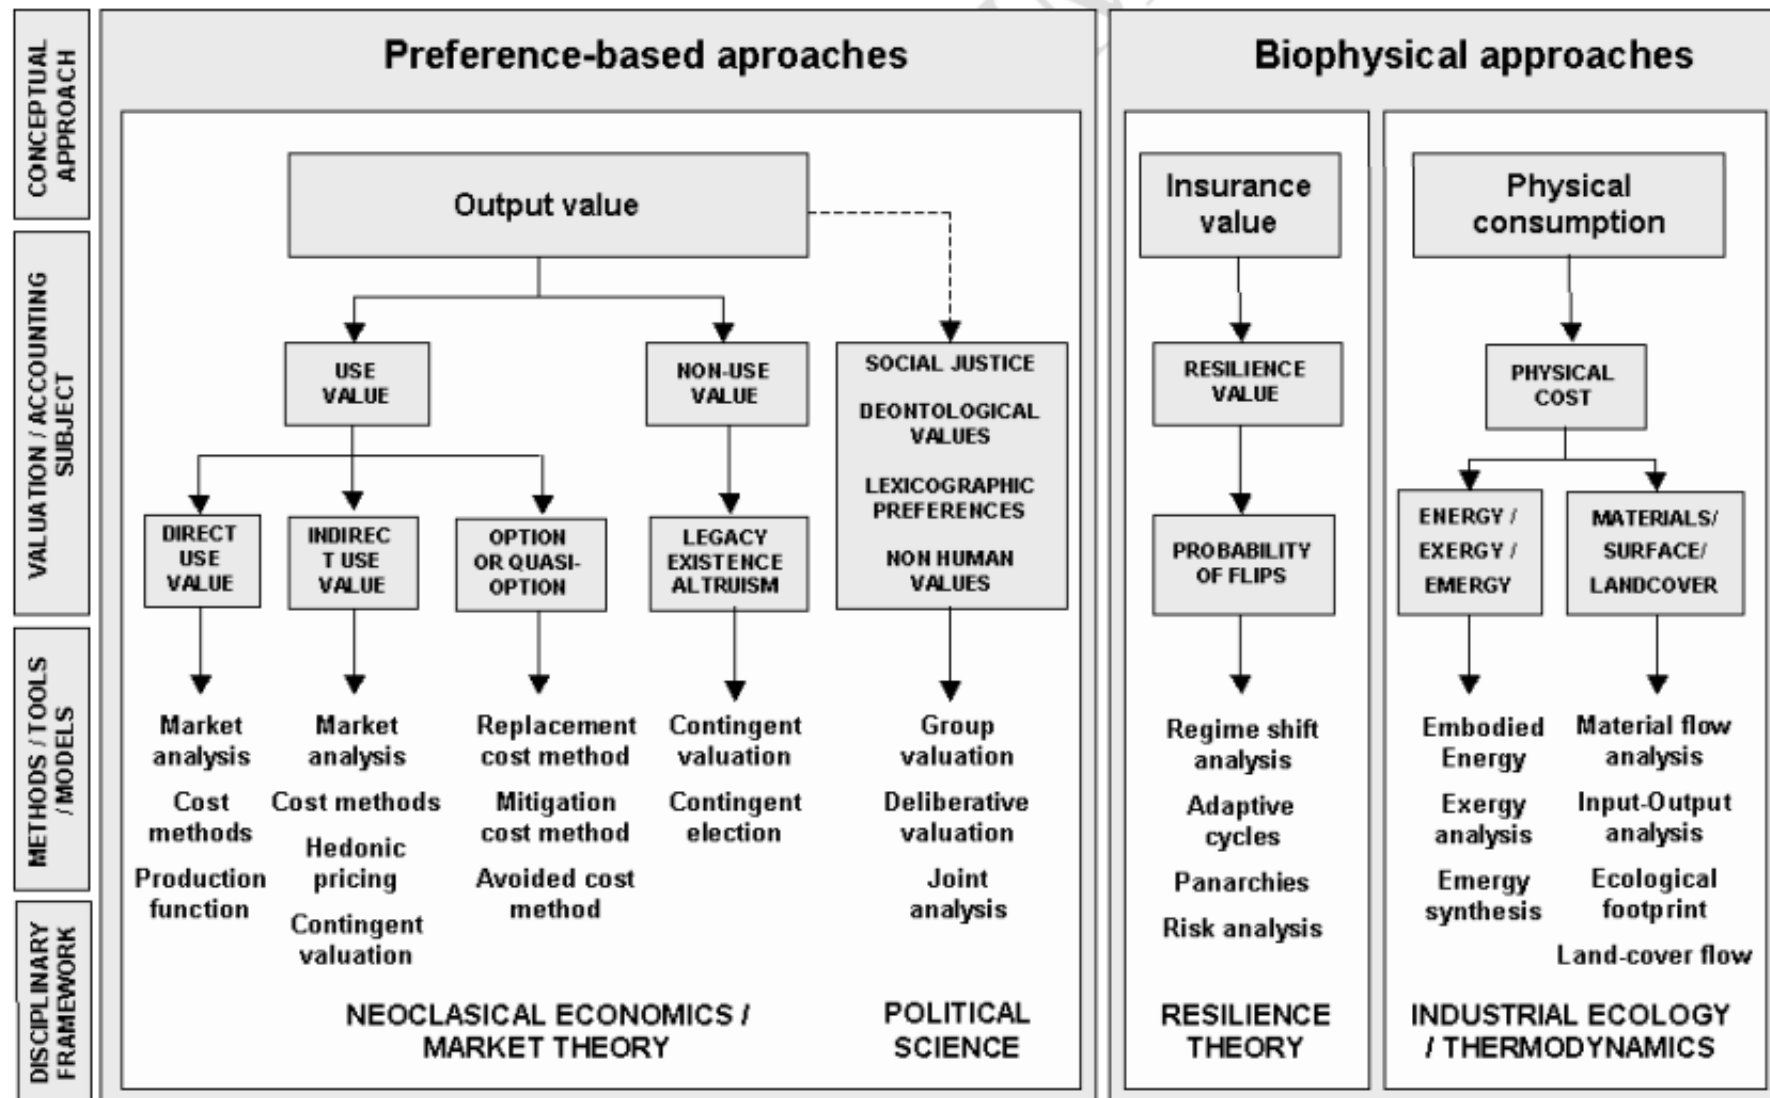 CONCEPTUAL
APPROACH
Preference-based aproaches
Biophysical approaches
Output value
Insurance
value
Physical
consumption
VALUATION / ACCOUNTING
SUBJECT
USE
VALUE
NON-USE
VALUE
SOCIAL JUSTICE
DEONTOLOGICAL
VALUES
LEXICOGRAPHIC
PREFERENCES
NON HUMAN
VALUES
RESILIENCE
VALUE
PHYSICAL
COST
DIRECT
USE
VALUE
INDIREC
T USE
VALUE
OPTION
OR QUASI-
OPTION
LEGACY
EXISTENCE
ALTRUISM
PROBABILITY
OF FLIPS
ENERGY /
EXERGY /
EMERGY
MATERIALS/
SURFACE/
LANDCOVER
METHODS / TOOLS
/ MODELS
Market
analysis
Cost
methods
Production
function
Market
analysis
Cost methods
Hedonic
pricing
Contingent
valuation
Replacement
cost method
Mitigation
cost method
Avoided cost
method
Contingent
valuation
Contingent
election
Group
valuation
Deliberative
valuation
Joint
analysis
Regime shift
analysis
Adaptive
cycles
Panarchies
Risk analysis
Embodied
Energy
Exergy
analysis
Emergy
synthesis
Material flow
analysis
Input-Output
analysis
Ecological
footprint
Land-cover flow
DISCIPLINARY
FRAMEWORK
NEOCLASICAL ECONOMICS /
MARKET THEORY
POLITICAL
SCIENCE
RESILIENCE
THEORY
INDUSTRIAL ECOLOGY
/ THERMODYNAMICS